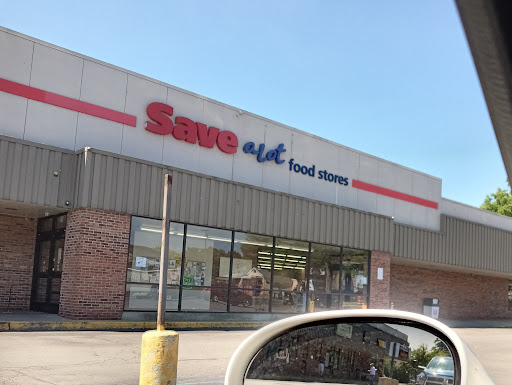 Save a lot food stores